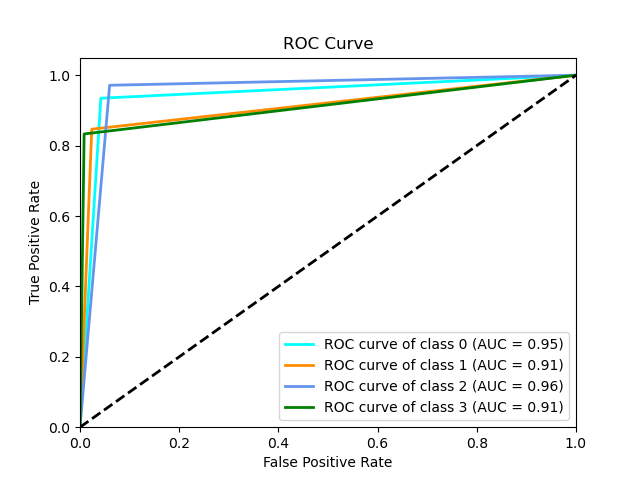 ROC Curve
1.0
0.8
0.6
0.4
0.2
0.0
True Positive Rate
ROC curve of class 0 (AUC = 0.95)
ROC curve of class 1 (AUC = 0.91)
ROC curve of class 2 (AUC = 0.96)
ROC curve of class 3 (AUC = 0.91)
0.0 0.2 0.4 0.6 0.8 1.0
False Positive Rate